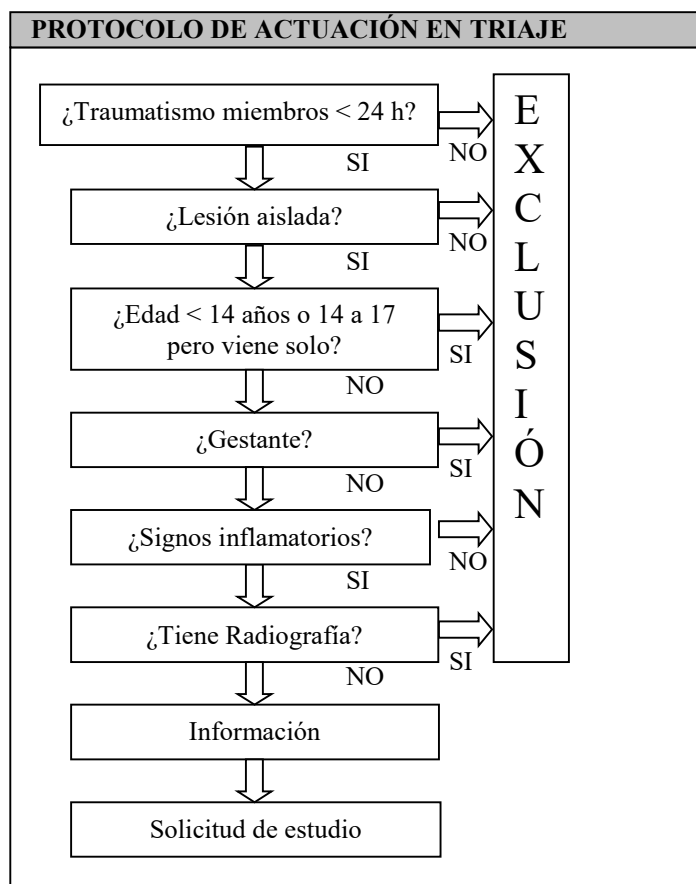 PROTOCOLO DE ACTUACIÓN EN TRIAJE
¿Traumatismo miembros < 24 h?
NO
SI
¿Lesión aislada?
NO
SI
¿Edad < 14 años o 14 a 17
pero viene solo?
SI
NO
¿Gestante?
SI
NO
¿Signos inflamatorios?
NO
SI
¿Tiene Radiografía?
SI
NO
Información
Solicitud de estudio
E
X
C
L
U
S
I
Ó
N